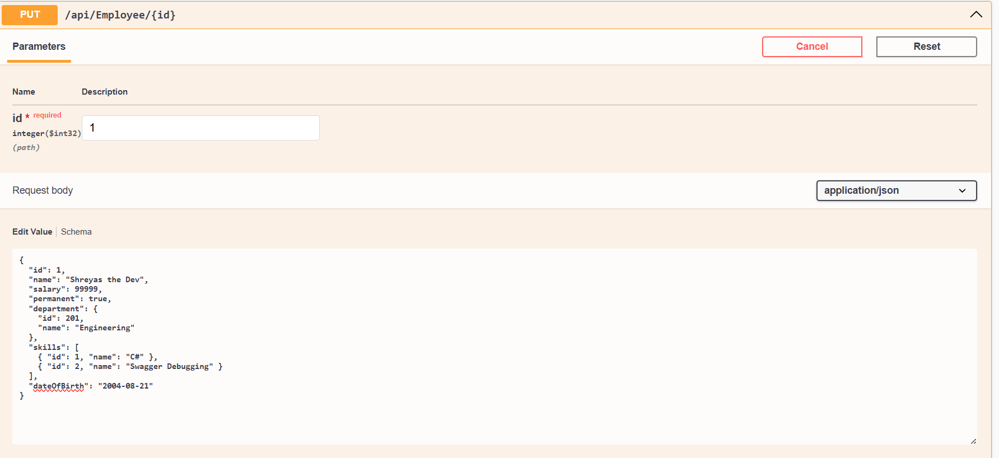 PUT /api/Employee/{id}
Parameters
Cancel
Reset
Name Description
id * required
integer($int32)
(path)
1
Request body
application/json
Edit Value Schema
{
  "id": 1,
  "name": "Shreyas the Dev",
  "salary": 99999,
  "permanent": true,
  "department": {
    "id": 201,
    "name": "Engineering"
  },
  "skills": [
    { "id": 1, "name": "C#" },
    { "id": 2, "name": "Swagger Debugging" }
  ],
  "dateOfBirth": "2004-08-21"
}